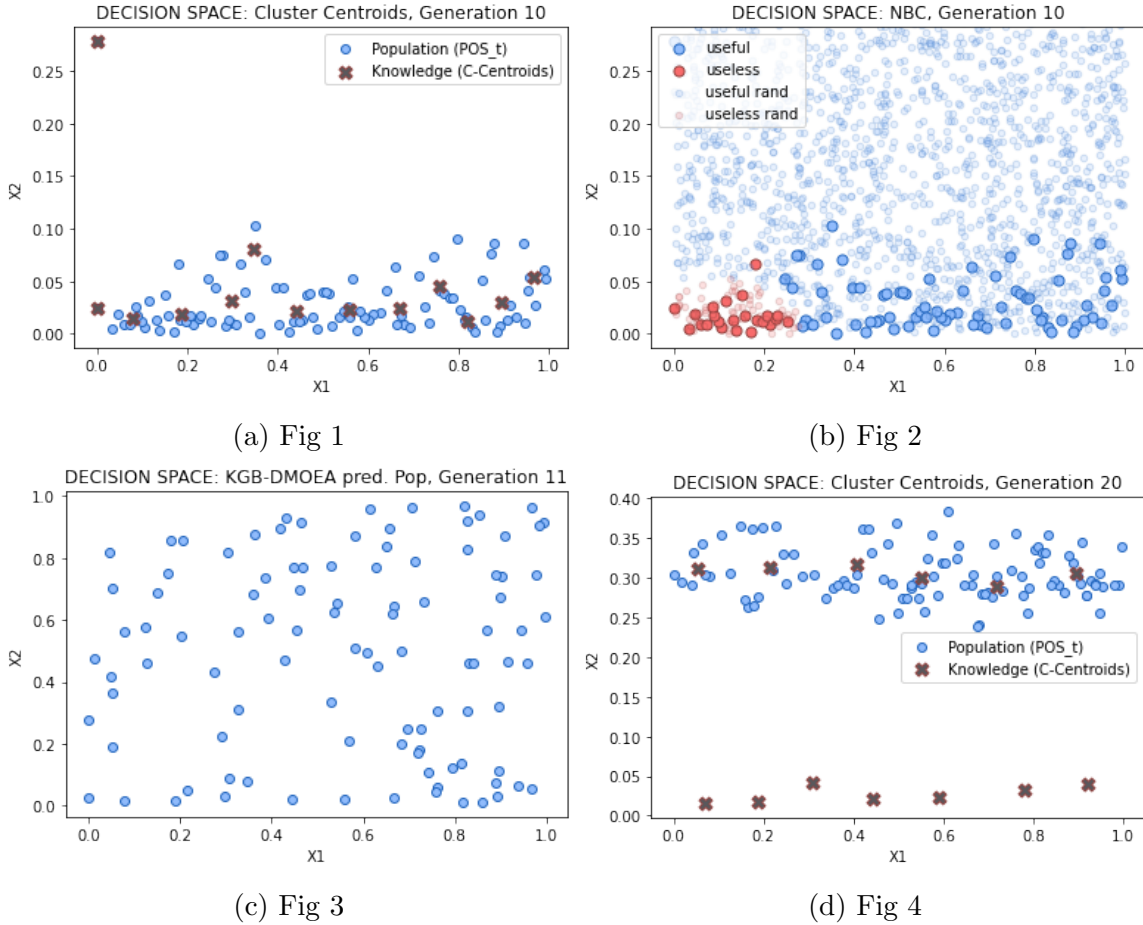 DECISION SPACE: Cluster Centroids, Generation 10
Population (POS_t)
Knowledge (C-Centroids)
0.25
0.20
0.15
0.10
0.05
0.00
X2
0.0 0.2 0.4 0.6 0.8 1.0
X1
(a) Fig 1
DECISION SPACE: NBC, Generation 10
useful
useless
useful rand
useless rand
0.25
0.20
0.15
0.10
0.05
0.00
X2
0.0 0.2 0.4 0.6 0.8 1.0
X1
(b) Fig 2
DECISION SPACE: KGB-DMOEA pred. Pop, Generation 11
1.0
0.8
0.6
0.4
0.2
0.0
X2
0.0 0.2 0.4 0.6 0.8 1.0
X1
(c) Fig 3
DECISION SPACE: Cluster Centroids, Generation 20
0.40
0.35
0.30
0.25
0.20
0.15
0.10
0.05
0.00
X2
Population (POS_t)
Knowledge (C-Centroids)
0.0 0.2 0.4 0.6 0.8 1.0
X1
(d) Fig 4